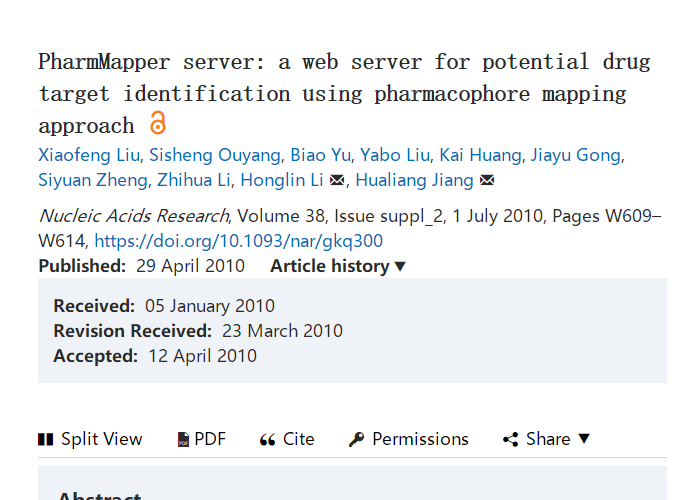 PharmMapper server: a web server for potential drug
target identification using pharmacophore mapping
approach
Xiaofeng Liu, Sisheng Ouyang, Biao Yu, Yabo Liu, Kai Huang, Jiayu Gong,
Siyuan Zheng, Zhihua Li, Honglin Li, Hualiang Jiang
Nucleic Acids Research, Volume 38, Issue suppl_2, 1 July 2010, Pages W609–
W614, https://doi.org/10.1093/nar/gkq300
Published: 29 April 2010 Article history ▼
Received: 05 January 2010
Revision Received: 23 March 2010
Accepted: 12 April 2010
Split View PDF Cite Permissions Share ▼
Abstract